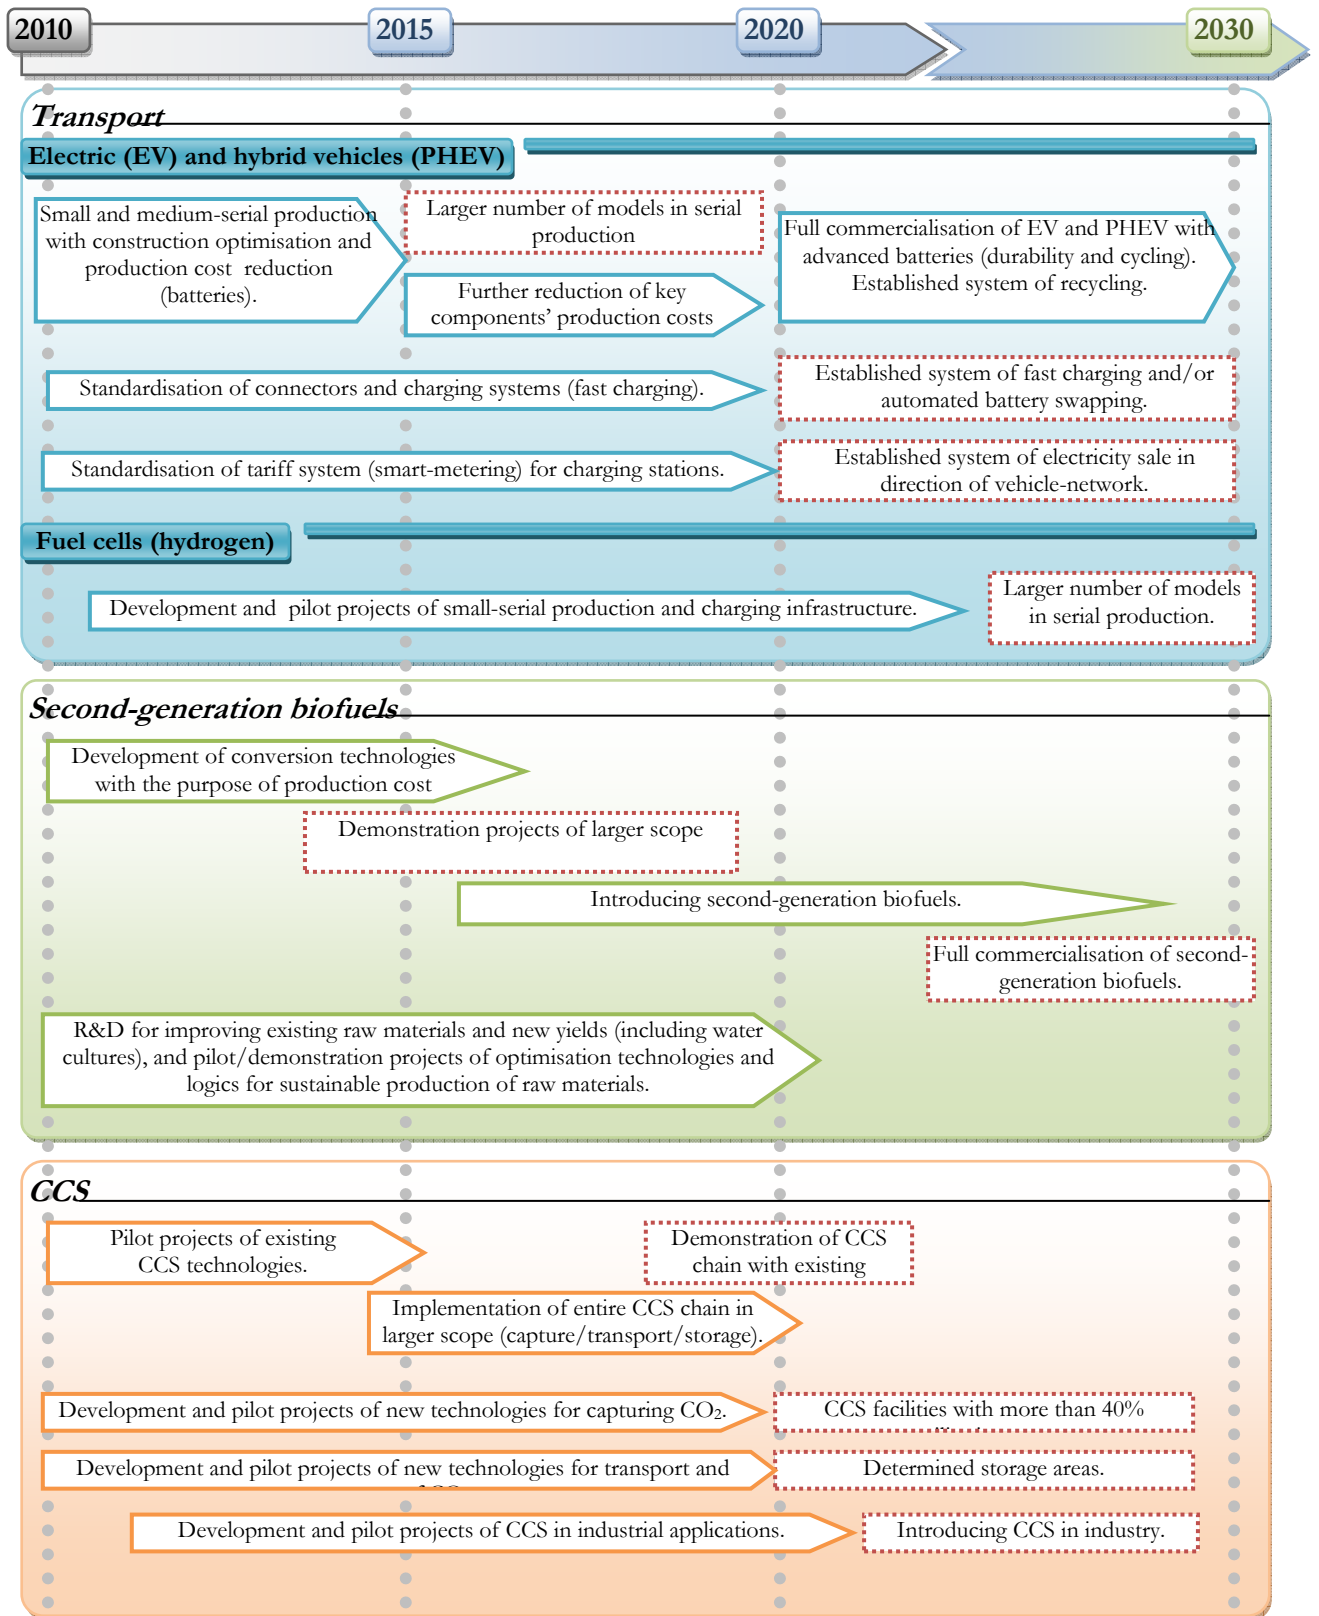 2010
2015
2020
2030
Transport
Electric (EV) and hybrid vehicles (PHEV)
Small and medium-serial production
with construction optimisation and
production cost reduction
(batteries).
Larger number of models in serial
production
Further reduction of key
components' production costs
Full commercialisation of EV and PHEV with
advanced batteries (durability and cycling).
Established system of recycling.
Standardisation of connectors and charging systems (fast charging).
Established system of fast charging and/or
automated battery swapping.
Standardisation of tariff system (smart-metering) for charging stations.
Established system of electricity sale in
direction of vehicle-network.
Fuel cells (hydrogen)
Development and pilot projects of small-serial production and charging infrastructure.
Larger number of models
in serial production.
Second-generation biofuels
Development of conversion technologies
with the purpose of production cost
Demonstration projects of larger scope
Introducing second-generation biofuels.
Full commercialisation of second-
generation biofuels.
R&D for improving existing raw materials and new yields (including water
cultures), and pilot/demonstration projects of optimisation technologies and
logics for sustainable production of raw materials.
CCS
Pilot projects of existing
CCS technologies.
Demonstration of CCS
chain with existing
Implementation of entire CCS chain in
larger scope (capture/transport/storage).
Development and pilot projects of new technologies for capturing CO₂.
CCS facilities with more than 40%
Development and pilot projects of new technologies for transport and
Determined storage areas.
Development and pilot projects of CCS in industrial applications.
Introducing CCS in industry.